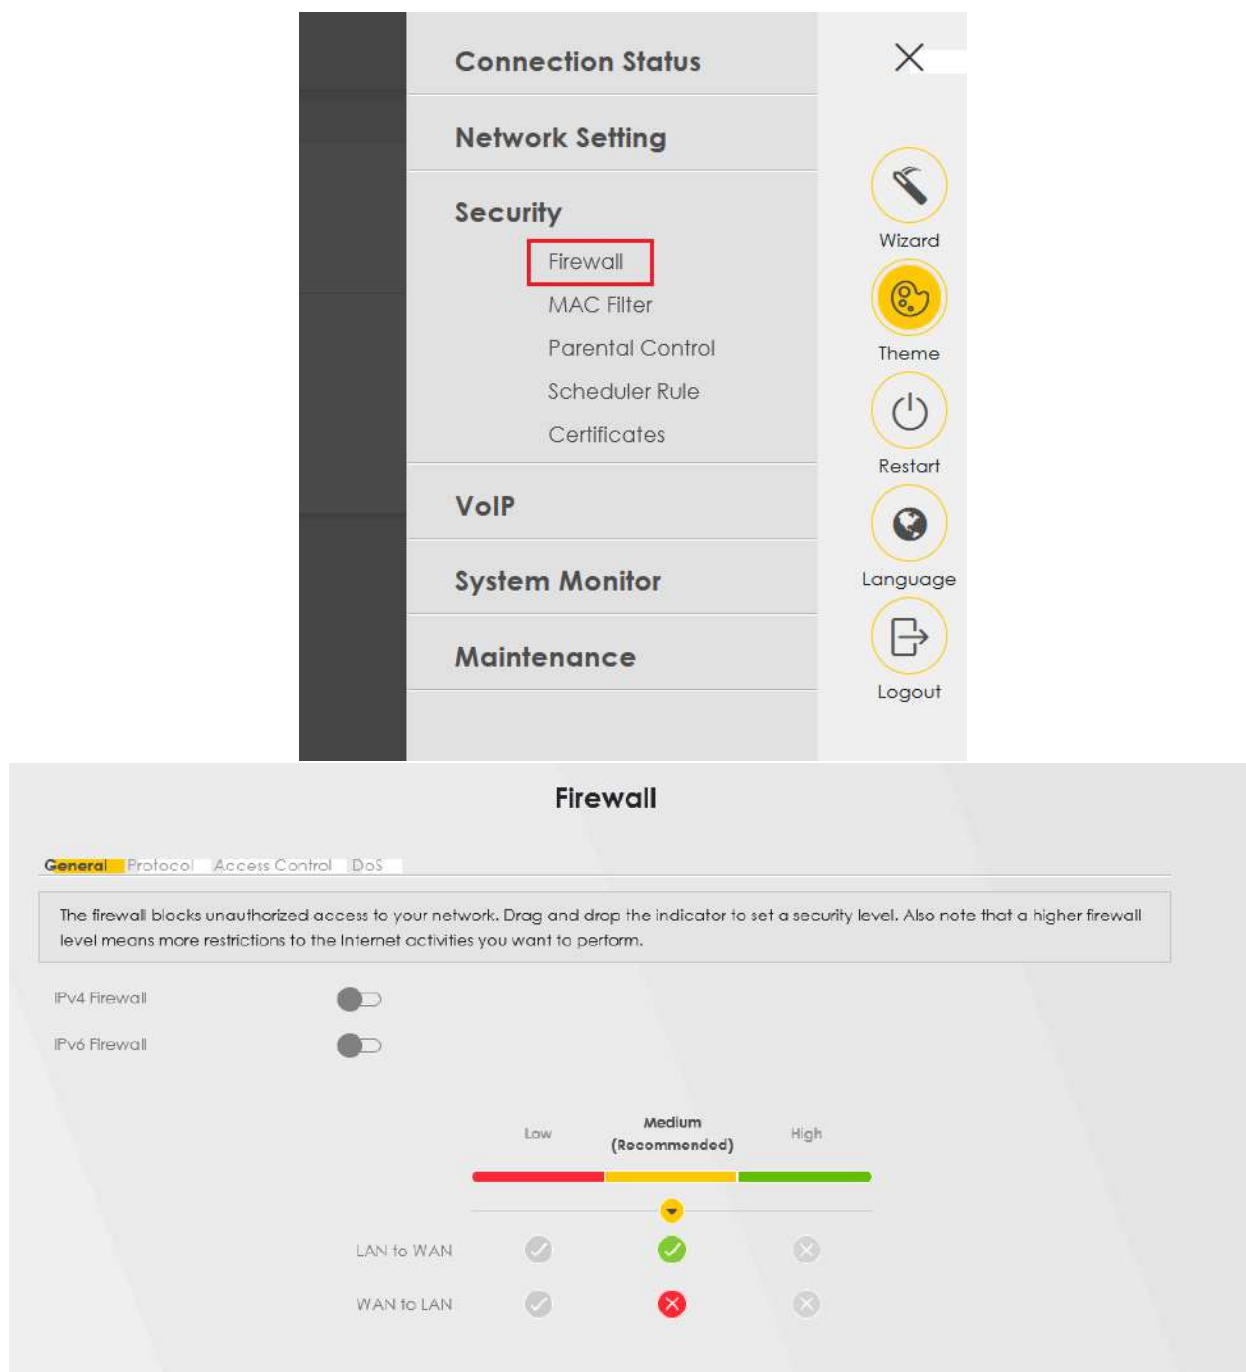 Connection Status
Network Setting
Security
Firewall
MAC Filter
Parental Control
Scheduler Rule
Certificates
VoIP
System Monitor
Maintenance
Wizard
Theme
Restart
Language
Logout
Firewall
General Protocol Access Control DoS
The firewall blocks unauthorized access to your network. Drag and drop the indicator to set a security level. Also note that a higher firewall
level means more restrictions to the Internet activities you want to perform.
IPv4 Firewall
IPv6 Firewall
Low Medium (Recommended) High
LAN to WAN
WAN to LAN